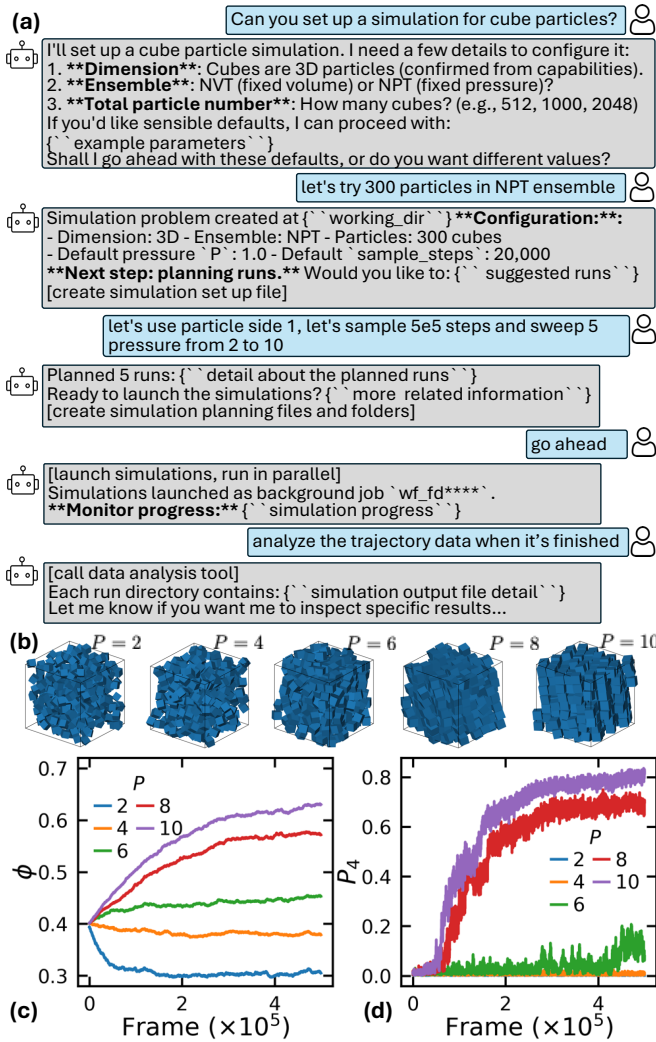 (a)
Can you set up a simulation for cube particles?
I'll set up a cube particle simulation. I need a few details to configure it:
1. **Dimension**: Cubes are 3D particles (confirmed from capabilities).
2. **Ensemble**: NVT (fixed volume) or NPT (fixed pressure)?
3. **Total particle number**: How many cubes? (e.g., 512, 1000, 2048)
If you'd like sensible defaults, I can proceed with:
{``example parameters``}
Shall I go ahead with these defaults, or do you want different values?
let's try 300 particles in NPT ensemble
Simulation problem created at {``working_dir``} **Configuration:**:
- Dimension: 3D - Ensemble: NPT - Particles: 300 cubes
- Default pressure `P`: 1.0 - Default `sample_steps`: 20,000
**Next step: planning runs.** Would you like to: {`` suggested runs``}
[create simulation set up file]
let's use particle side 1, let's sample 5e5 steps and sweep 5
pressure from 2 to 10
Planned 5 runs: {``detail about the planned runs``}
Ready to launch the simulations? {``more related information``}
[create simulation planning files and folders]
go ahead
[launch simulations, run in parallel]
Simulations launched as background job `wf_fd****`.
**Monitor progress:** {``simulation progress``}
analyze the trajectory data when it's finished
[call data analysis tool]
Each run directory contains: {``simulation output file detail``}
Let me know if you want me to inspect specific results...
(b)
P = 2
P = 4
P = 6
P = 8
P = 10
0.7
0.6
0.5
0.4
0.3
ϕ
P
2
4
6
8
10
0
2
4
Frame (×10⁵)
(c)
0.8
0.6
0.4
0.2
0.0
P₄
P
2
4
6
8
10
0
2
4
Frame (×10⁵)
(d)